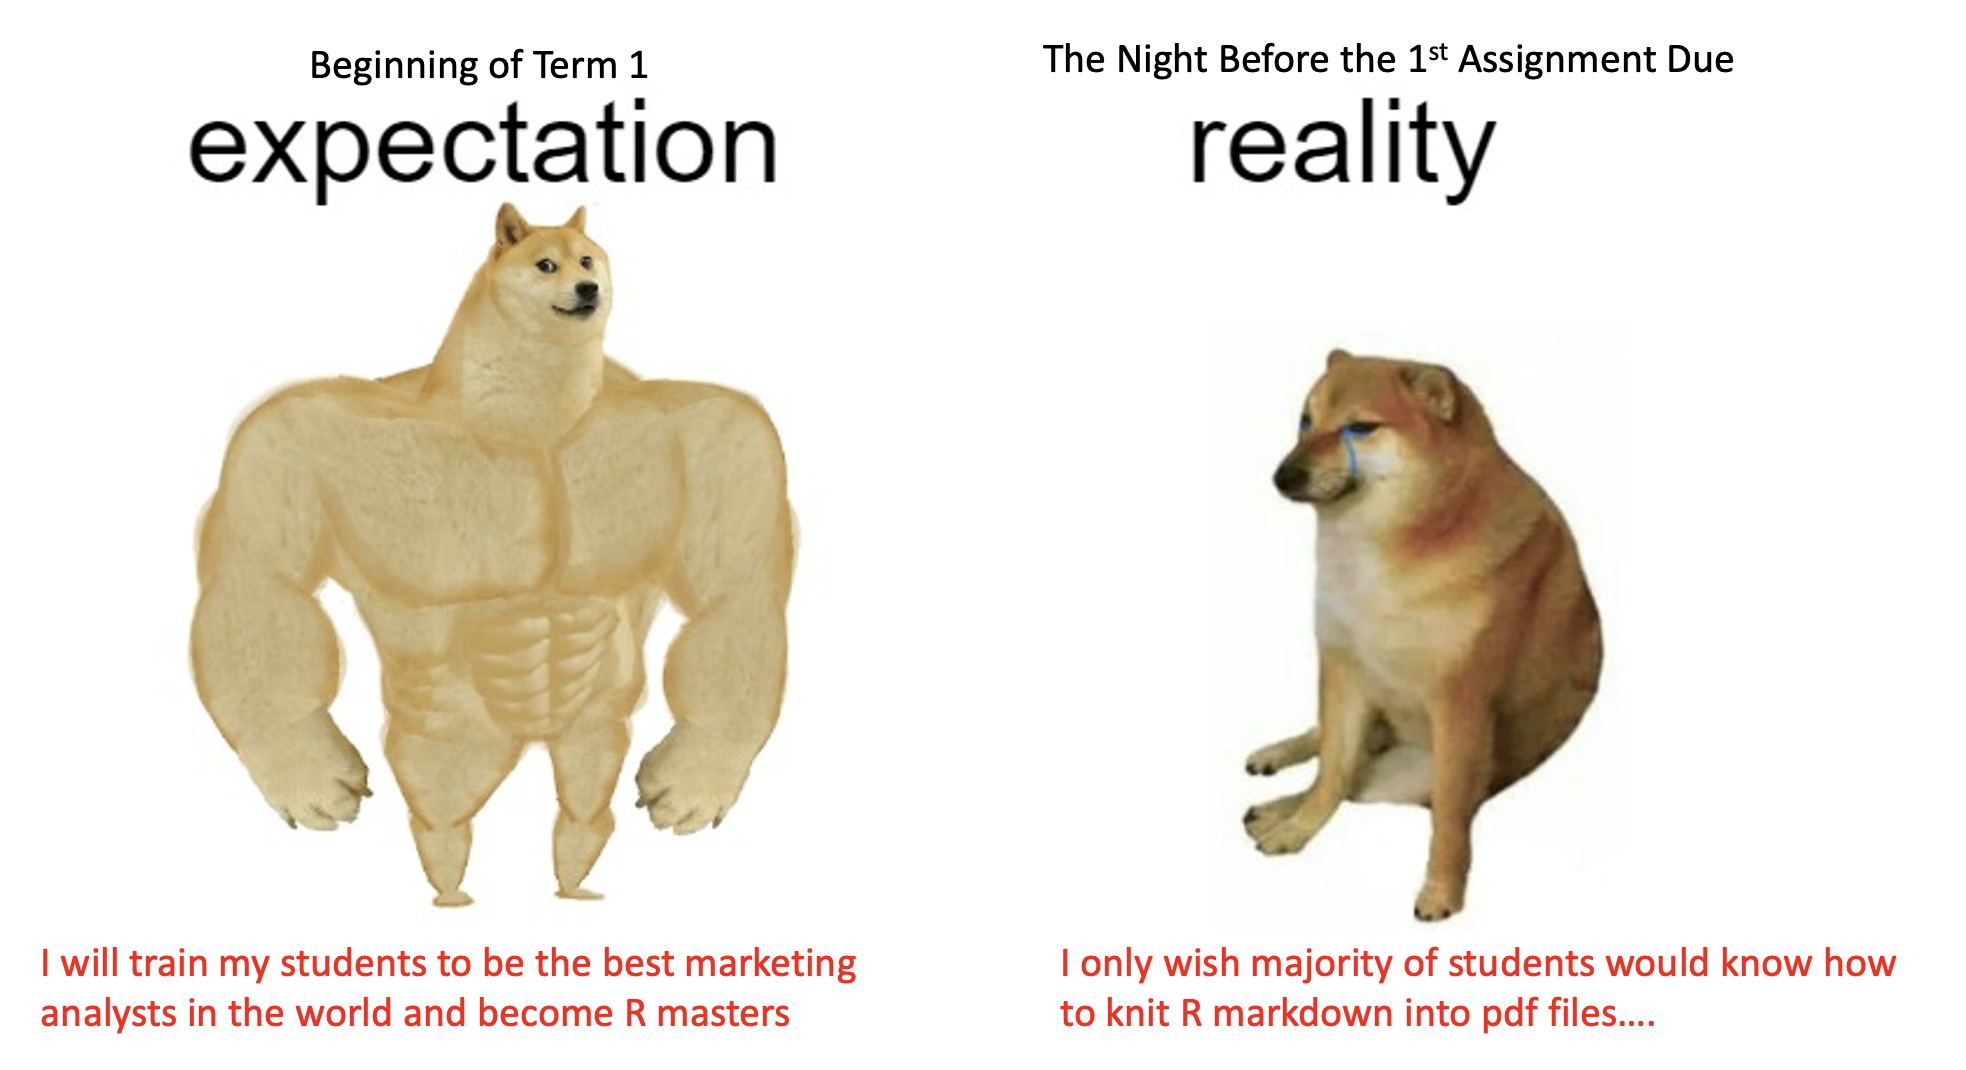 Beginning of Term 1
expectation
I will train my students to be the best marketing
analysts in the world and become R masters
The Night Before the 1st Assignment Due
reality
I only wish majority of students would know how
to knit R markdown into pdf files....